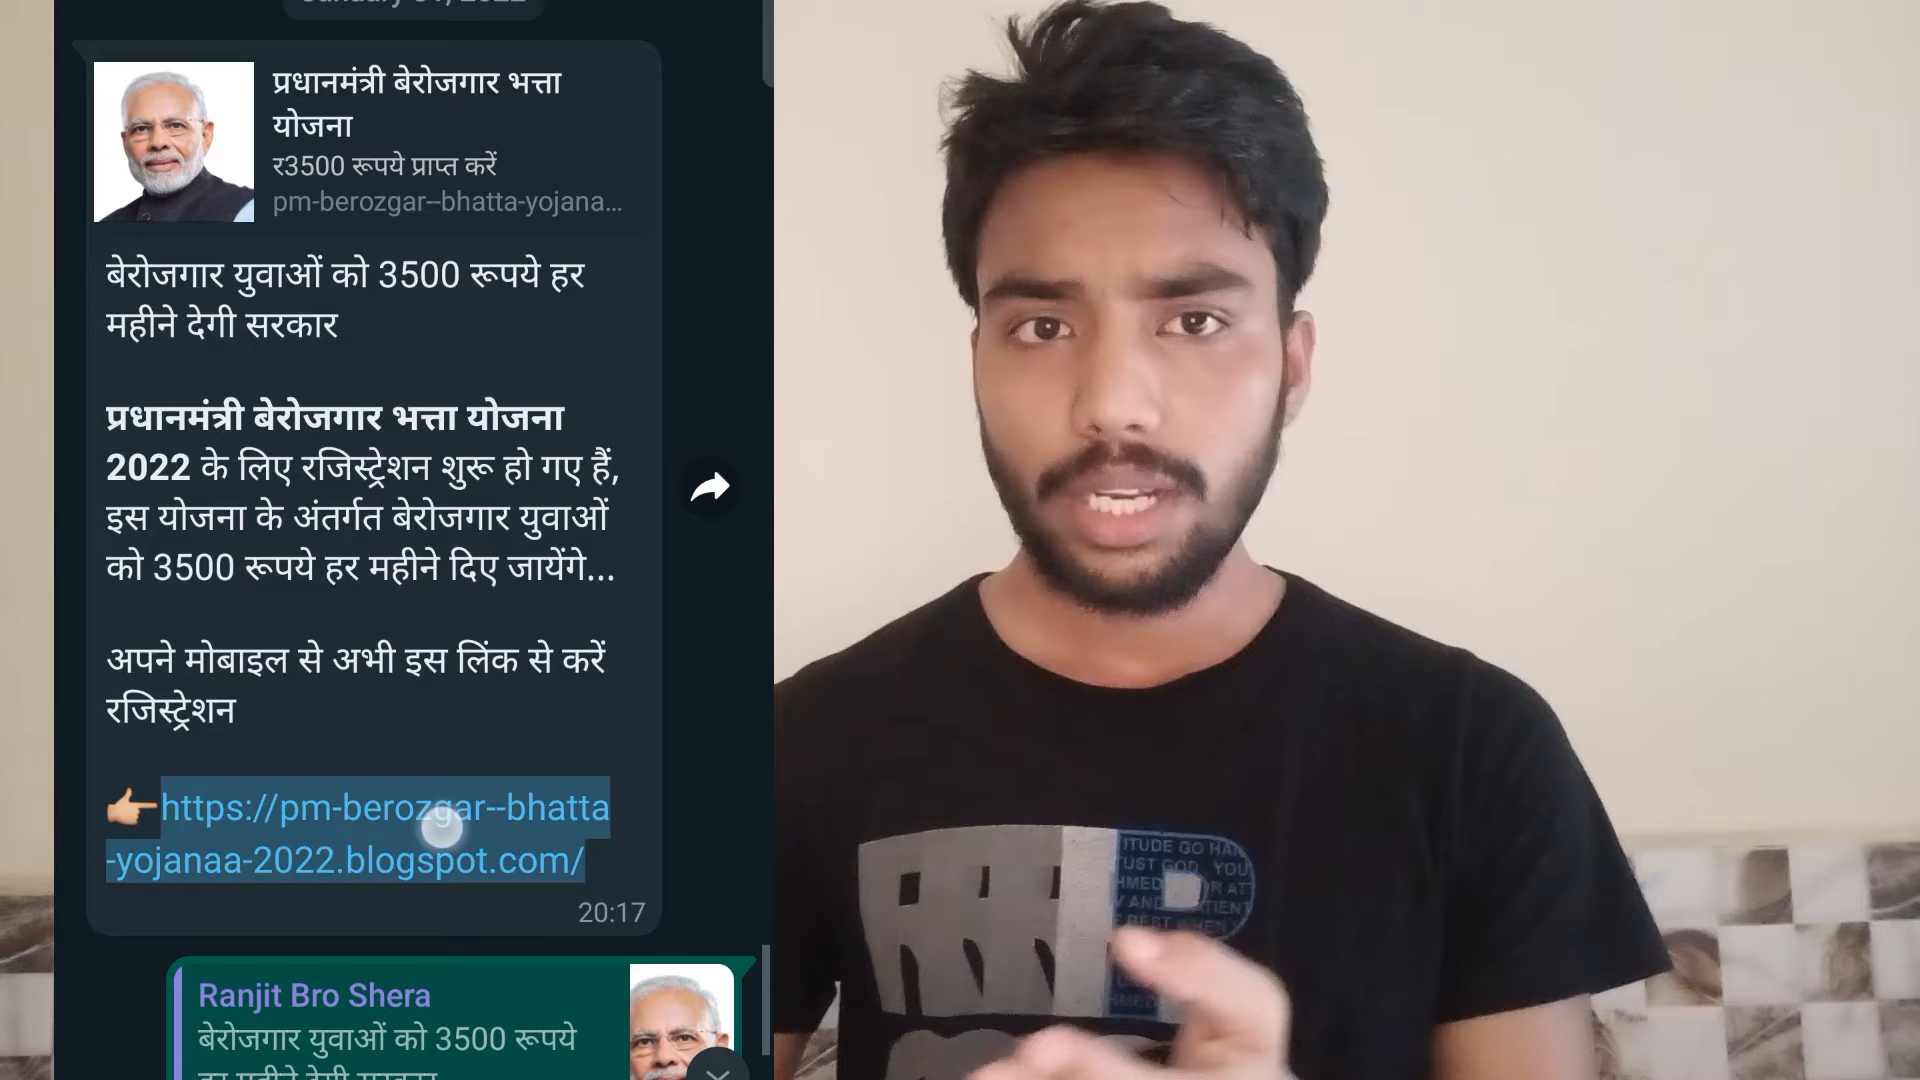 प्रधानमंत्री बेरोजगार भत्ता
योजना
र3500 रूपये प्राप्त करें
pm-berozgar--bhatta-yojana...
बेरोजगार युवाओं को 3500 रूपये हर
महीने देगी सरकार
प्रधानमंत्री बेरोजगार भत्ता योजना
2022 के लिए रजिस्ट्रेशन शुरू हो गए हैं,
इस योजना के अंतर्गत बेरोजगार युवाओं
को 3500 रूपये हर महीने दिए जायेंगे...
अपने मोबाइल से अभी इस लिंक से करें
रजिस्ट्रेशन
👉https://pm-berozgar--bhatta
-yojanaa-2022.blogspot.com/
20:17
Ranjit Bro Shera
बेरोजगार युवाओं को 3500 रूपये